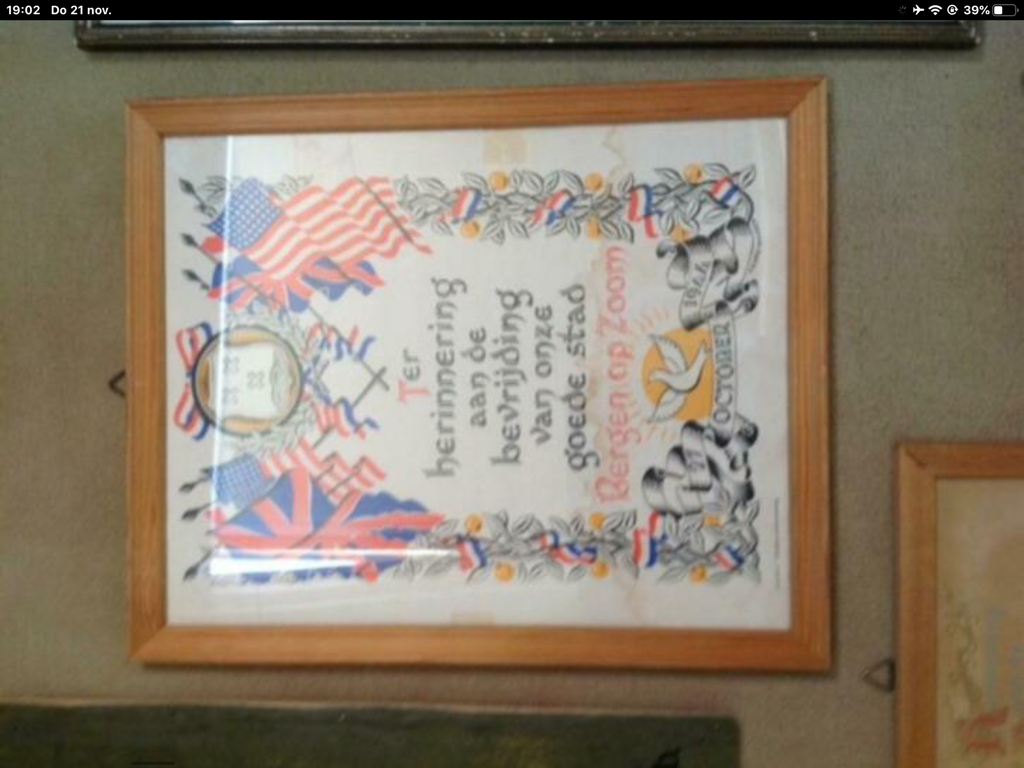 19:02 Do 21 nov.
39%
Ter
herinnering
aan de
bevrijding
van onze
goede stad
Bergen op Zoom
27 OCTOBER 1944